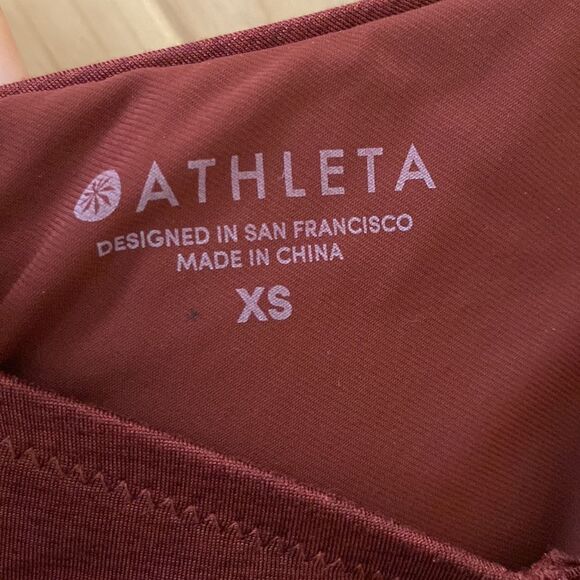 ATHLETA
DESIGNED IN SAN FRANCISCO
MADE IN CHINA
XS